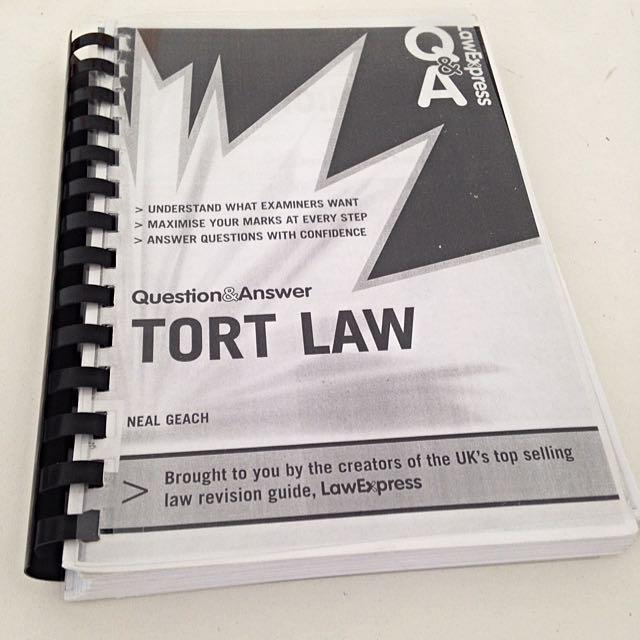 LawExpress
Q&A
> UNDERSTAND WHAT EXAMINERS WANT
> MAXIMISE YOUR MARKS AT EVERY STEP
> ANSWER QUESTIONS WITH CONFIDENCE
Question&Answer
TORT LAW
NEAL GEACH
> Brought to you by the creators of the UK's top selling
law revision guide, LawExpress